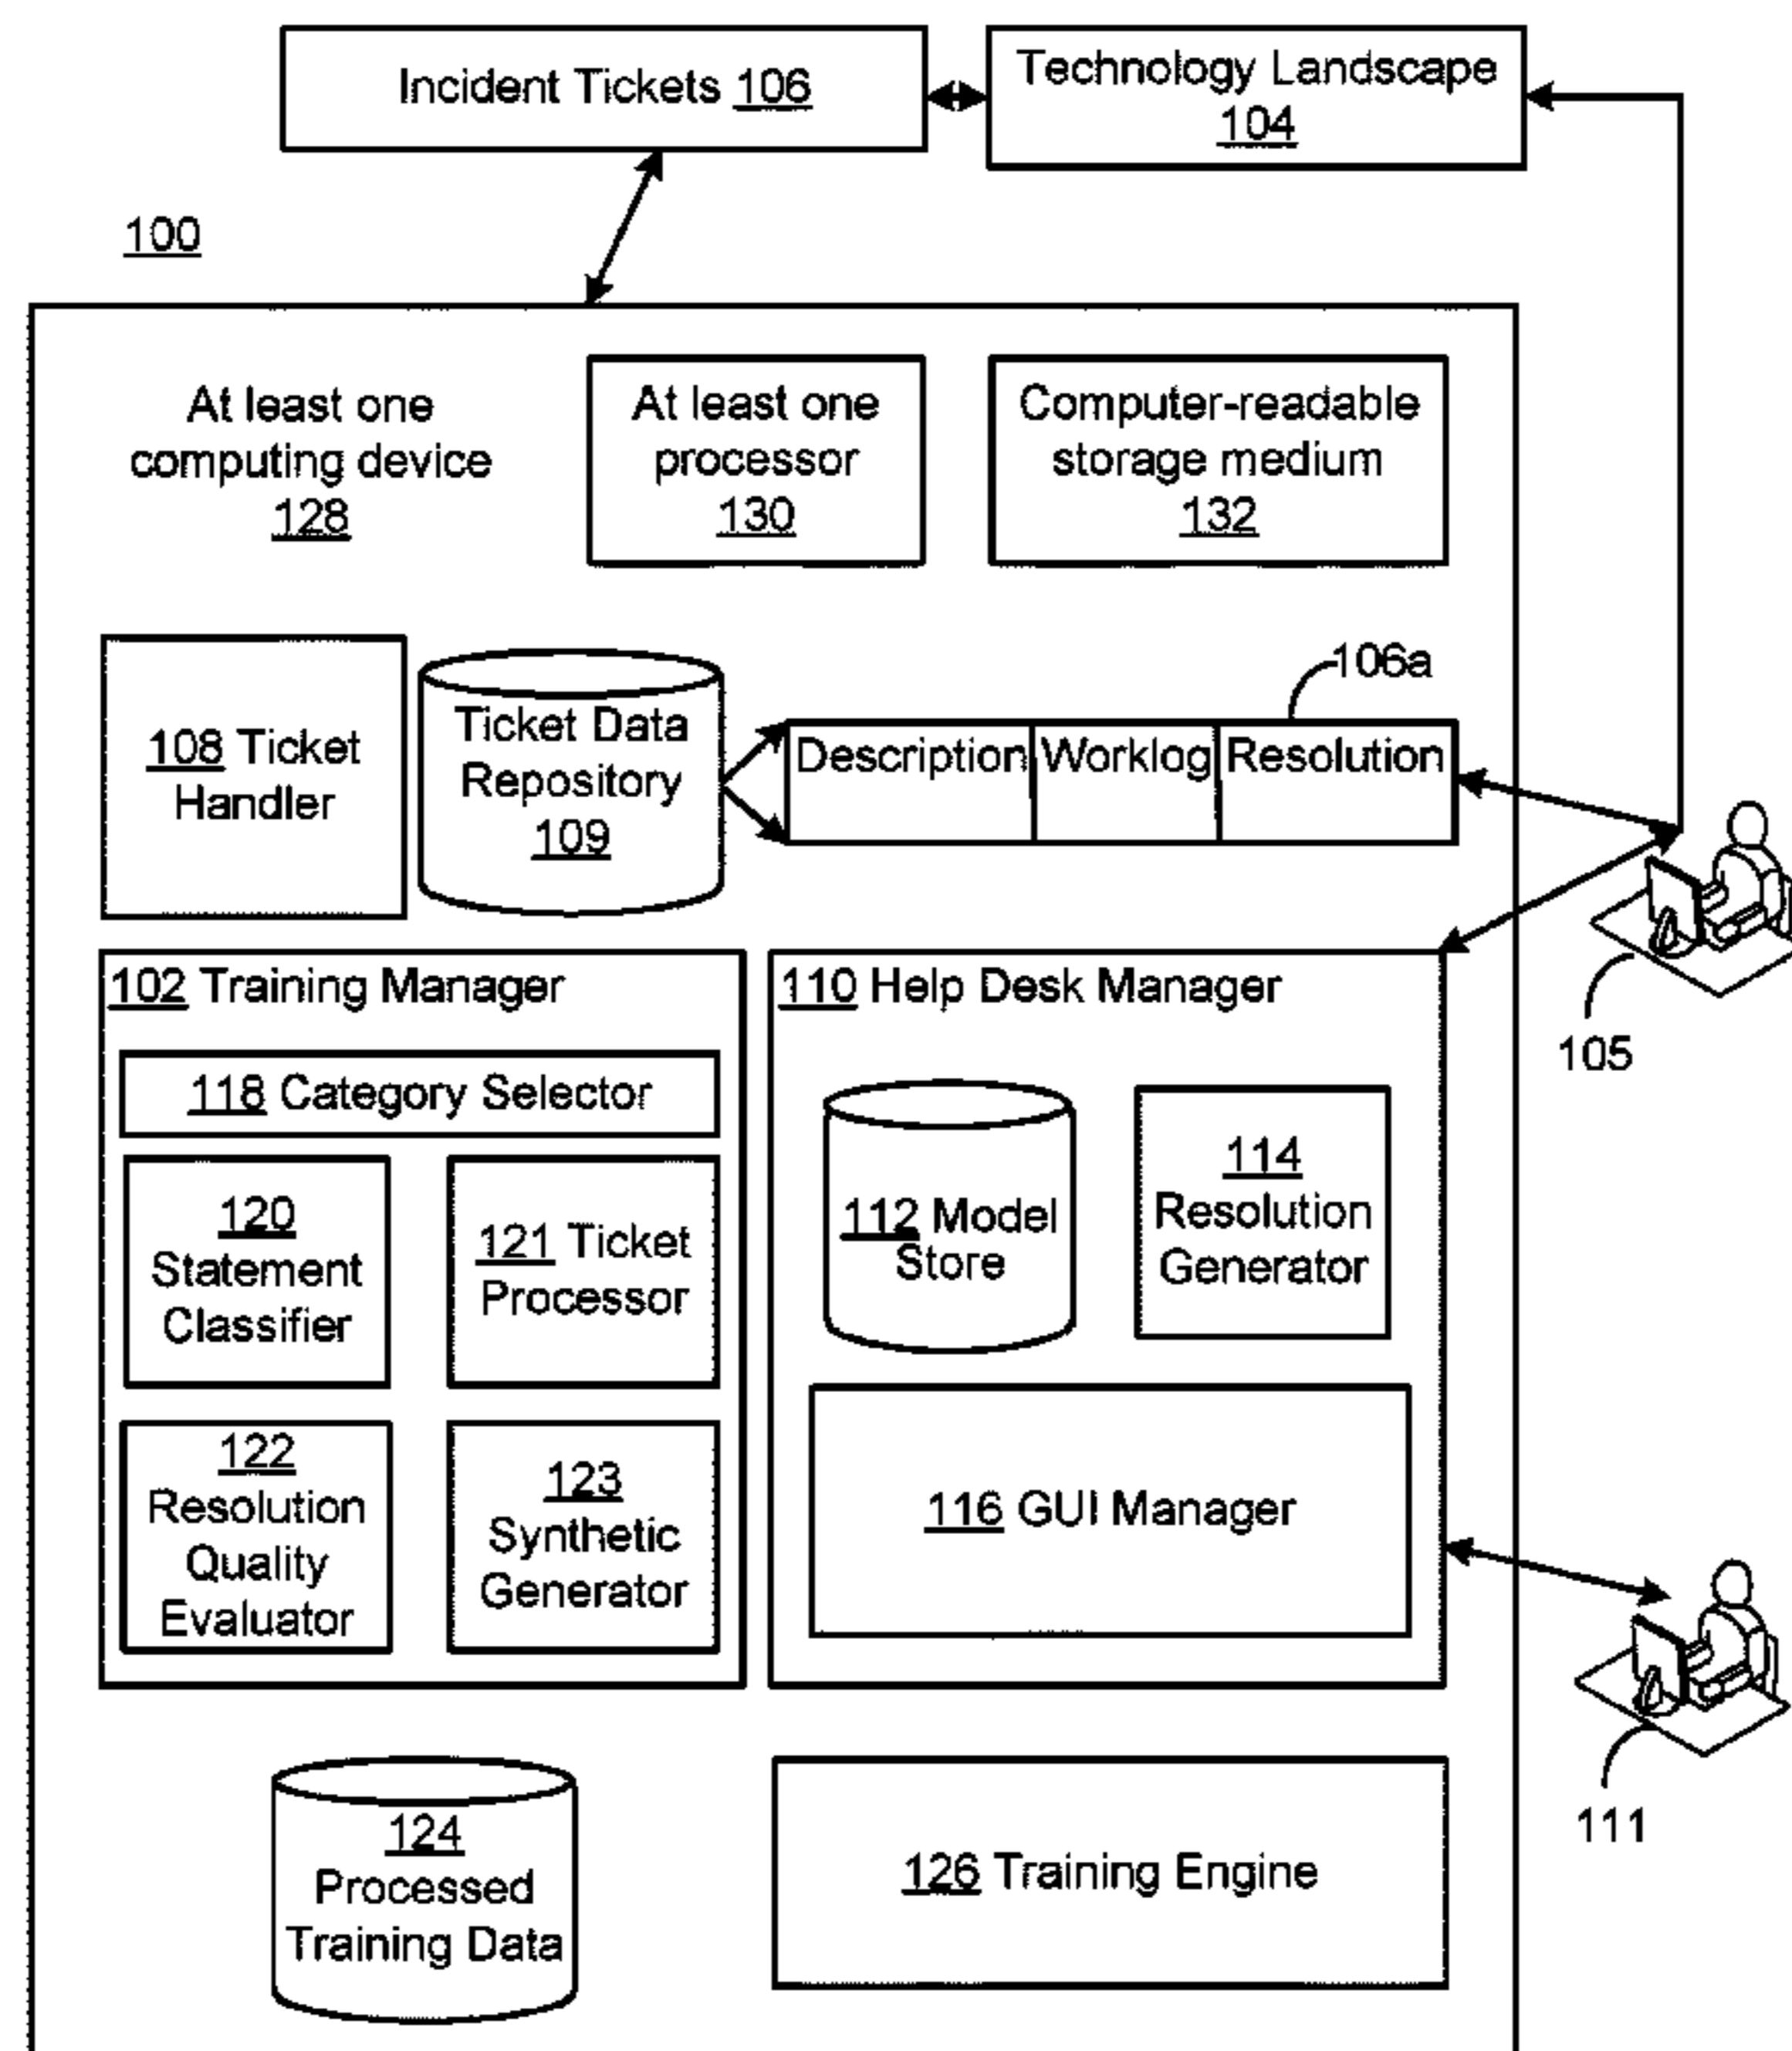 Incident Tickets 106
Technology Landscape
104
100
At least one
computing device
128
At least one
processor
130
Computer-readable
storage medium
132
106a
108 Ticket
Handler
Ticket Data
Repository
109
Description Worklog Resolution
105
102 Training Manager
118 Category Selector
120
Statement
Classifier
121 Ticket
Processor
122
Resolution
Quality
Evaluator
123
Synthetic
Generator
110 Help Desk Manager
112 Model
Store
114
Resolution
Generator
116 GUI Manager
111
124
Processed
Training Data
126 Training Engine